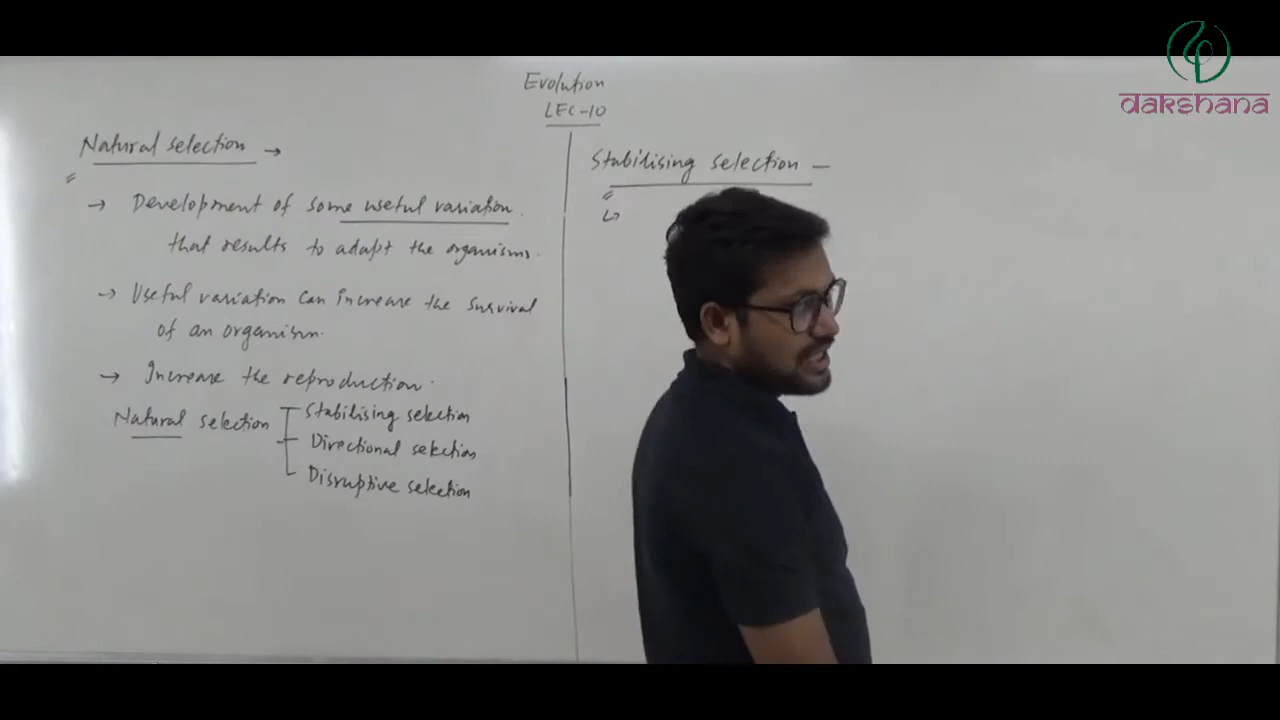 dakshana
Evolution
LEC-10
Natural selection →
→ Development of some useful variation.
that results to adapt the organisms.
→ Useful variation can increase the survival
of an organism.
→ Increase the reproduction.
Natural selection
Stabilising selection
Directional selection
Disruptive selection
Stabilising selection –